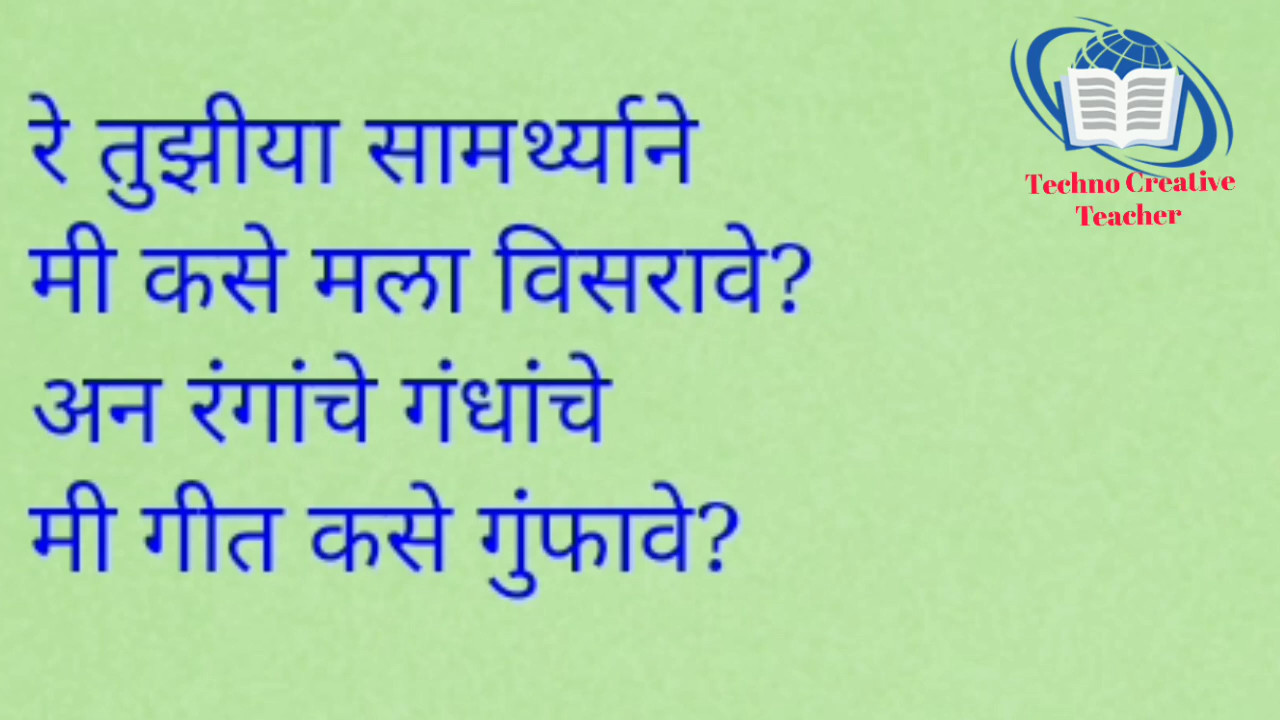 रे तुझीया सामर्थ्याने
मी कसे मला विसरावे?
अन रंगांचे गंधांचे
मी गीत कसे गुंफावे?
Techno Creative
Teacher